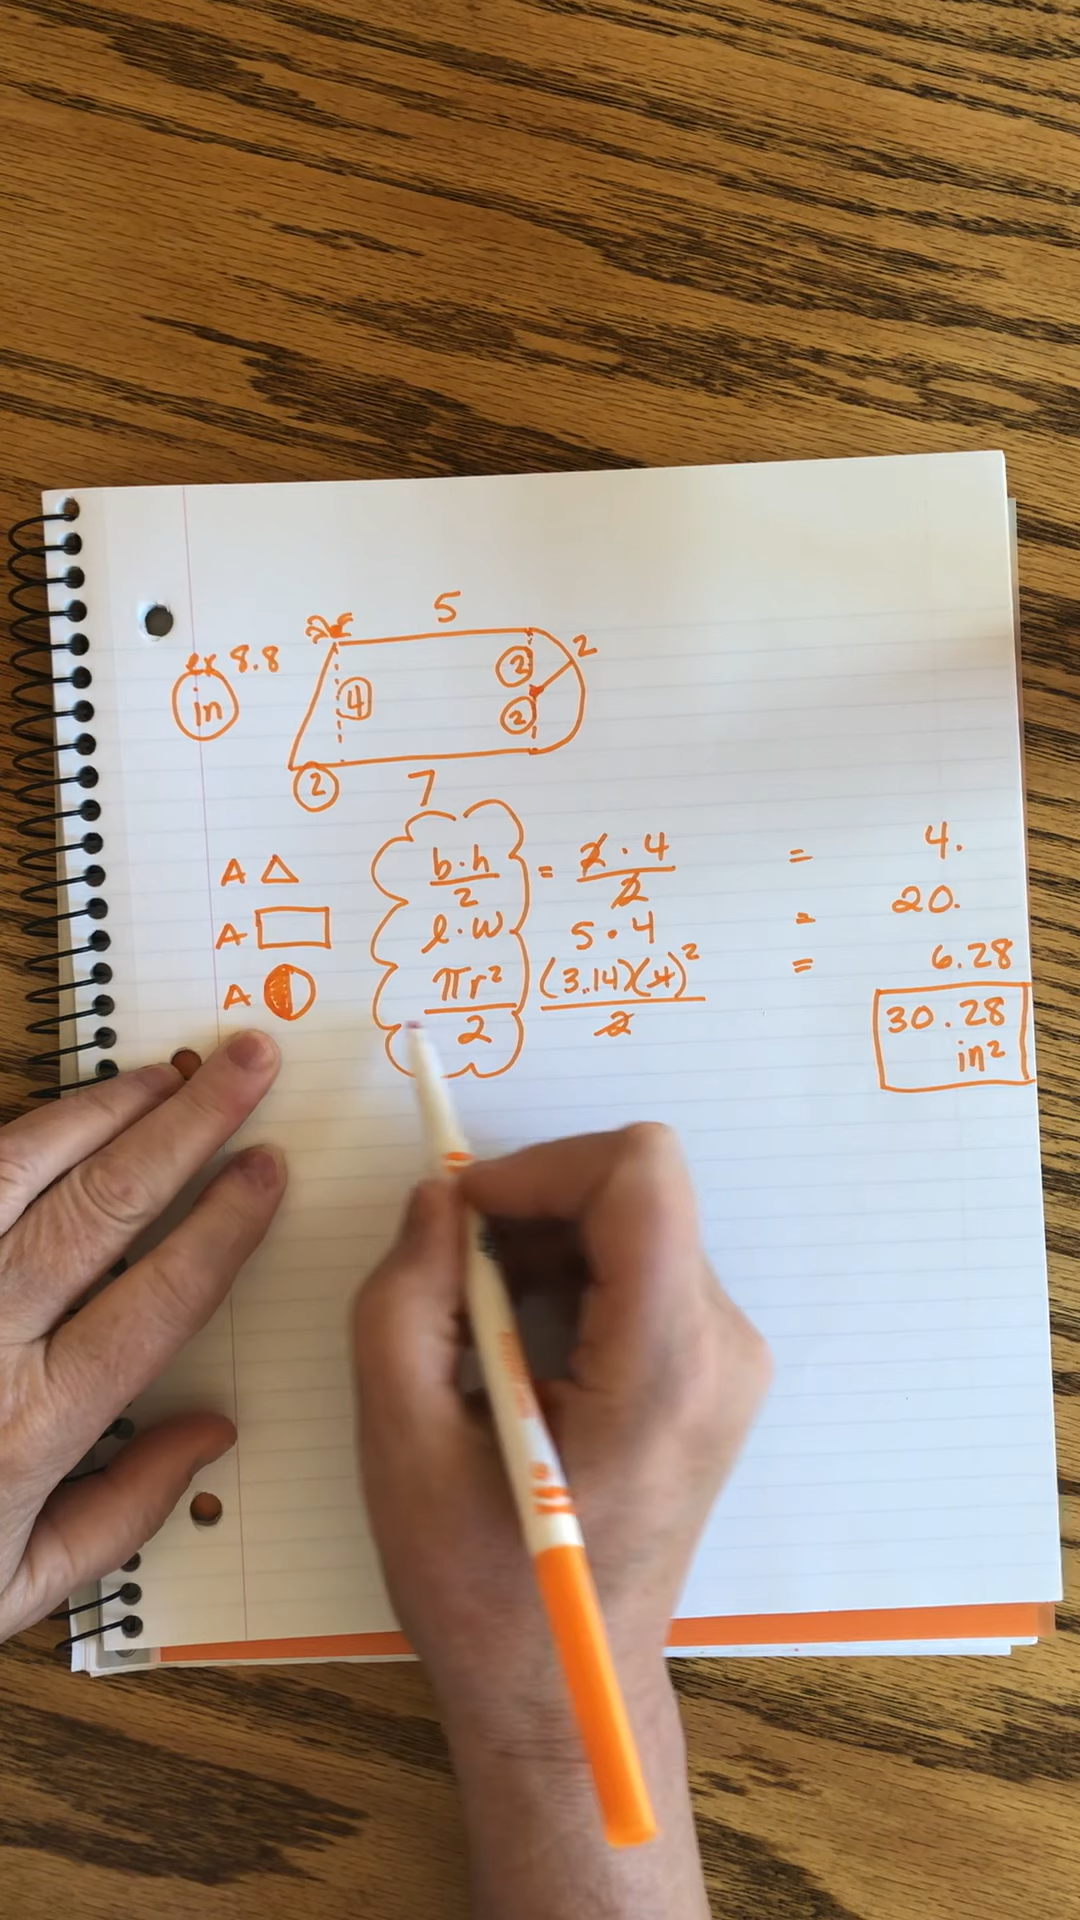 5
ex 8.8
2
2
in
4
2
2
7
A △ b·h/2 = 2·4/2 = 4.
A ▭ l·w 5·4 = 20.
A ◐ πr²/2 (3.14)(4)²/2 = 6.28
30.28
in²